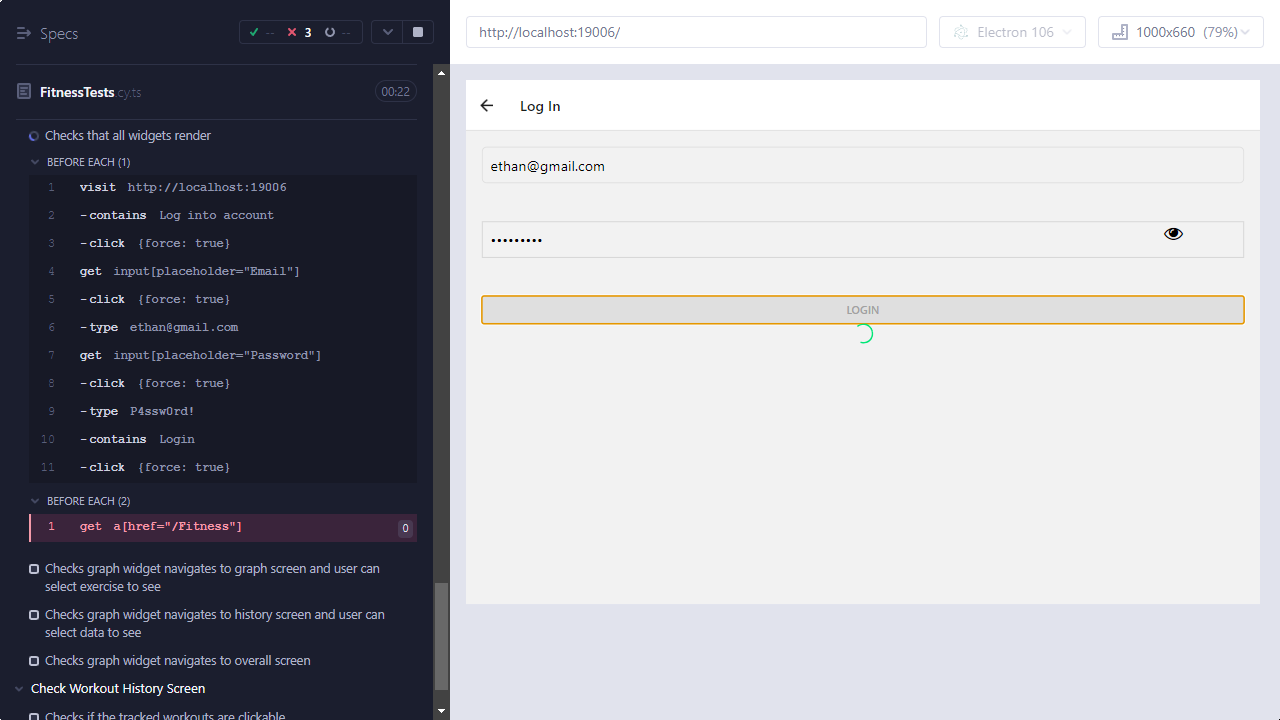 Specs
-- 3 --
FitnessTests.cy.ts 00:22
Checks that all widgets render
BEFORE EACH (1)
1 visit http://localhost:19006
2 -contains Log into account
3 -click {force: true}
4 get input[placeholder="Email"]
5 -click {force: true}
6 -type ethan@gmail.com
7 get input[placeholder="Password"]
8 -click {force: true}
9 -type P4ssw0rd!
10 -contains Login
11 -click {force: true}
BEFORE EACH (2)
1 get a[href="/Fitness"] 0
Checks graph widget navigates to graph screen and user can
select exercise to see
Checks graph widget navigates to history screen and user can
select data to see
Checks graph widget navigates to overall screen
Check Workout History Screen
Checks if the tracked workouts are clickable
http://localhost:19006/
Electron 106
1000x660 (79%)
Log In
ethan@gmail.com
•••••••••
LOGIN